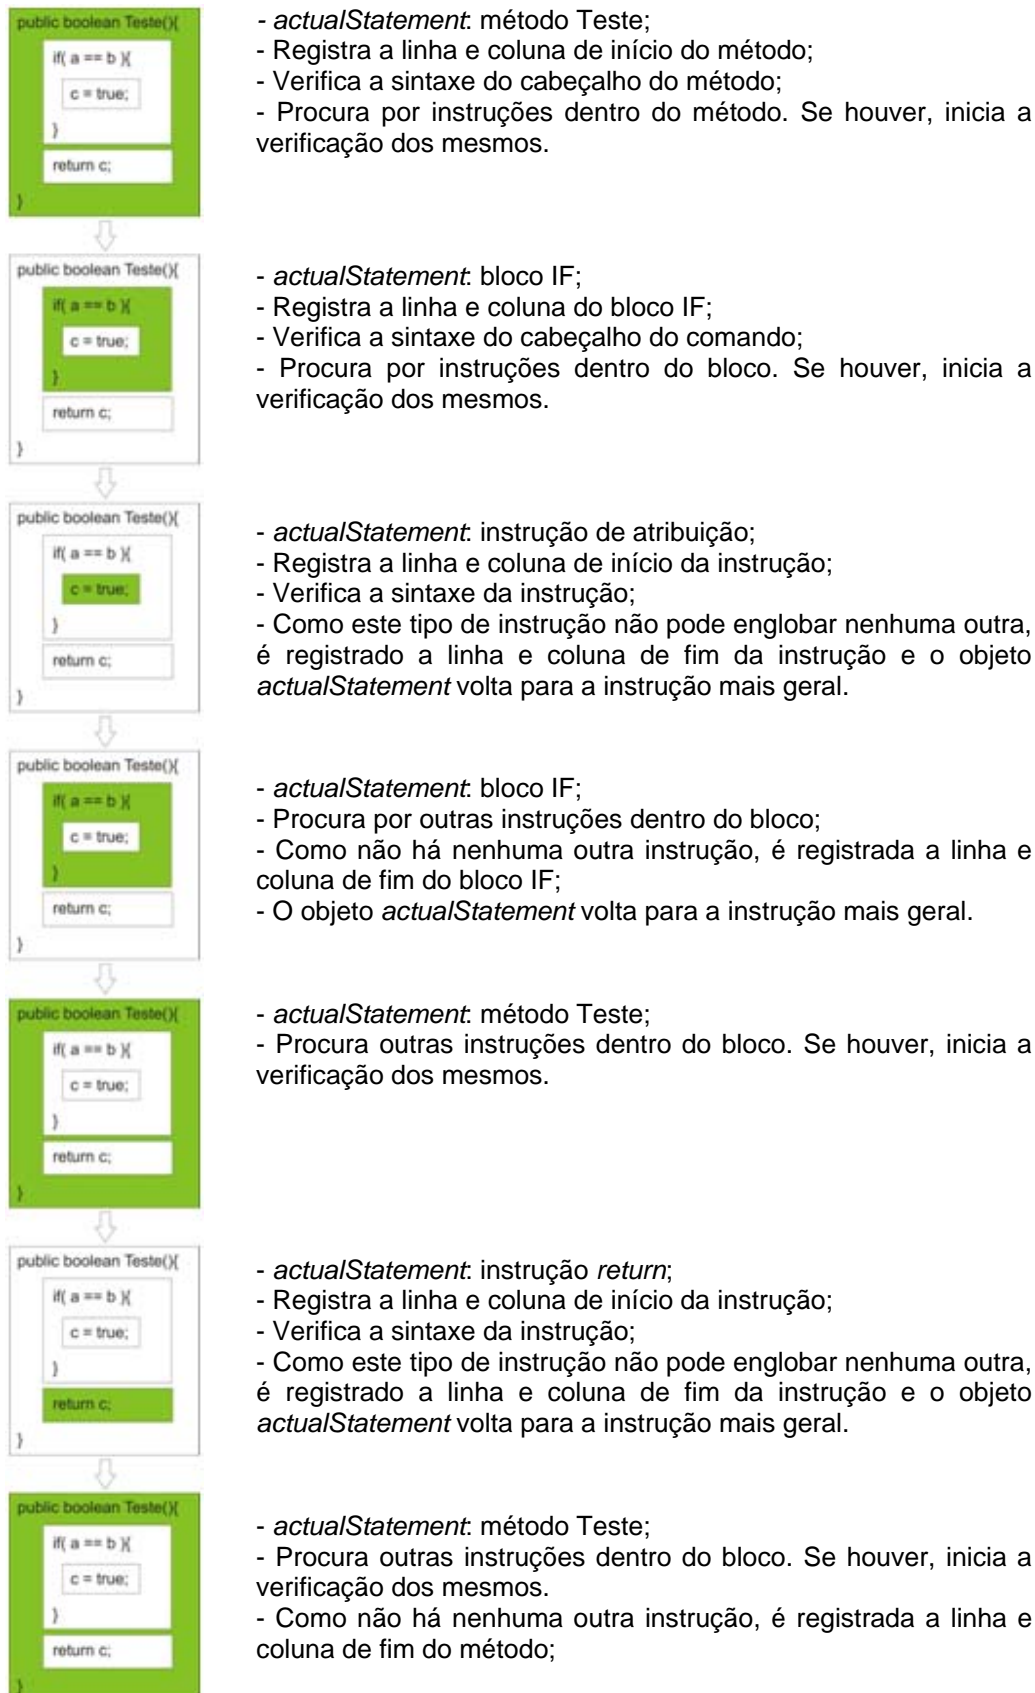 public boolean Teste(){
if( a == b ){
c = true;
}
return c;
}
- actualStatement: método Teste;
- Registra a linha e coluna de início do método;
- Verifica a sintaxe do cabeçalho do método;
- Procura por instruções dentro do método. Se houver, inicia a
verificação dos mesmos.
public boolean Teste(){
if( a == b ){
c = true;
}
return c;
}
- actualStatement: bloco IF;
- Registra a linha e coluna do bloco IF;
- Verifica a sintaxe do cabeçalho do comando;
- Procura por instruções dentro do bloco. Se houver, inicia a
verificação dos mesmos.
public boolean Teste(){
if( a == b ){
c = true;
}
return c;
}
- actualStatement: instrução de atribuição;
- Registra a linha e coluna de início da instrução;
- Verifica a sintaxe da instrução;
- Como este tipo de instrução não pode englobar nenhuma outra,
é registrado a linha e coluna de fim da instrução e o objeto
actualStatement volta para a instrução mais geral.
public boolean Teste(){
if( a == b ){
c = true;
}
return c;
}
- actualStatement: bloco IF;
- Procura por outras instruções dentro do bloco;
- Como não há nenhuma outra instrução, é registrada a linha e
coluna de fim do bloco IF;
- O objeto actualStatement volta para a instrução mais geral.
public boolean Teste(){
if( a == b ){
c = true;
}
return c;
}
- actualStatement: método Teste;
- Procura outras instruções dentro do bloco. Se houver, inicia a
verificação dos mesmos.
public boolean Teste(){
if( a == b ){
c = true;
}
return c;
}
- actualStatement: instrução return;
- Registra a linha e coluna de início da instrução;
- Verifica a sintaxe da instrução;
- Como este tipo de instrução não pode englobar nenhuma outra,
é registrado a linha e coluna de fim da instrução e o objeto
actualStatement volta para a instrução mais geral.
public boolean Teste(){
if( a == b ){
c = true;
}
return c;
}
- actualStatement: método Teste;
- Procura outras instruções dentro do bloco. Se houver, inicia a
verificação dos mesmos.
- Como não há nenhuma outra instrução, é registrada a linha e
coluna de fim do método;